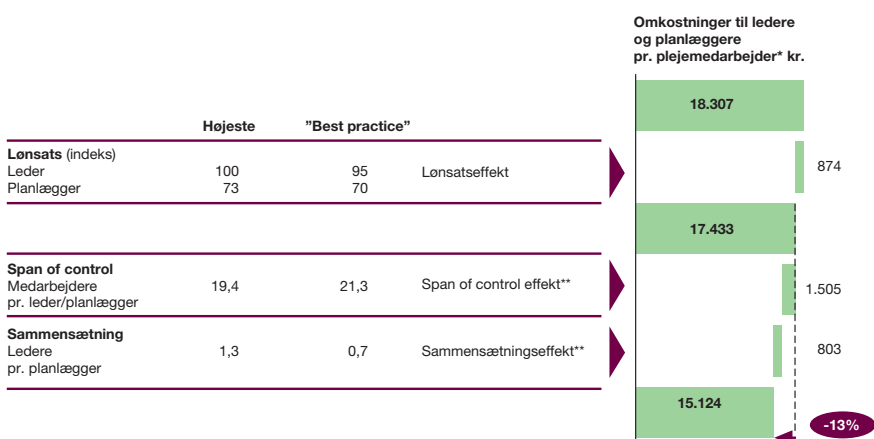 Omkostninger til ledere
og planlæggere
pr. plejemedarbejder* kr.
18.307
Højeste "Best practice"
Lønsats (indeks)
Leder 100 95 Lønsatseffekt
Planlægger 73 70
874
17.433
Span of control
Medarbejdere 19,4 21,3 Span of control effekt**
pr. leder/planlægger
1.505
Sammensætning
Ledere 1,3 0,7 Sammensætningseffekt**
pr. planlægger
803
15.124
-13%